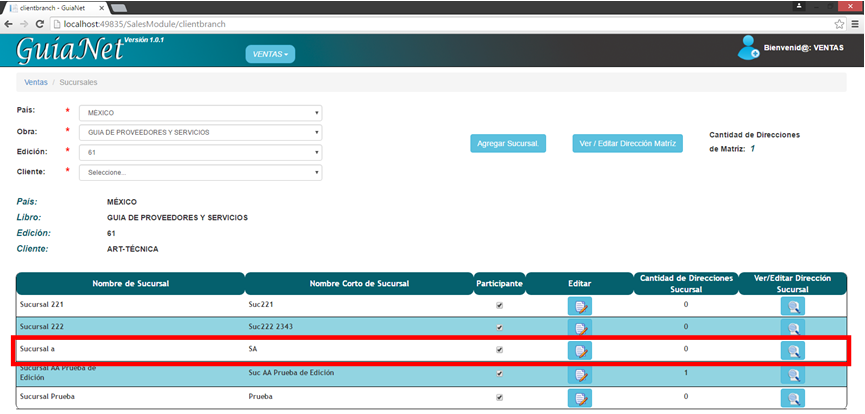 clientbranch - GuiaNet
localhost:49835/SalesModule/clientbranch
GuíaNet Versión 1.0.1
VENTAS
Bienvenid@: VENTAS
Ventas / Sucursales
País: * MÉXICO
Obra: * GUIA DE PROVEEDORES Y SERVICIOS
Edición: * 61
Cliente: * Seleccione...
Agregar Sucursal
Ver / Editar Dirección Matriz
Cantidad de Direcciones
de Matriz: 1
País: MÉXICO
Libro: GUIA DE PROVEEDORES Y SERVICIOS
Edición: 61
Cliente: ART-TÉCNICA
Nombre de Sucursal Nombre Corto de Sucursal Participante Editar Cantidad de Direcciones Sucursal Ver/Editar Dirección Sucursal
Sucursal 221 Suc221 0
Sucursal 222 Suc222 2343 0
Sucursal a SA 0
Sucursal AA Prueba de Edición Suc AA Prueba de Edición 1
Sucursal Prueba Prueba 0